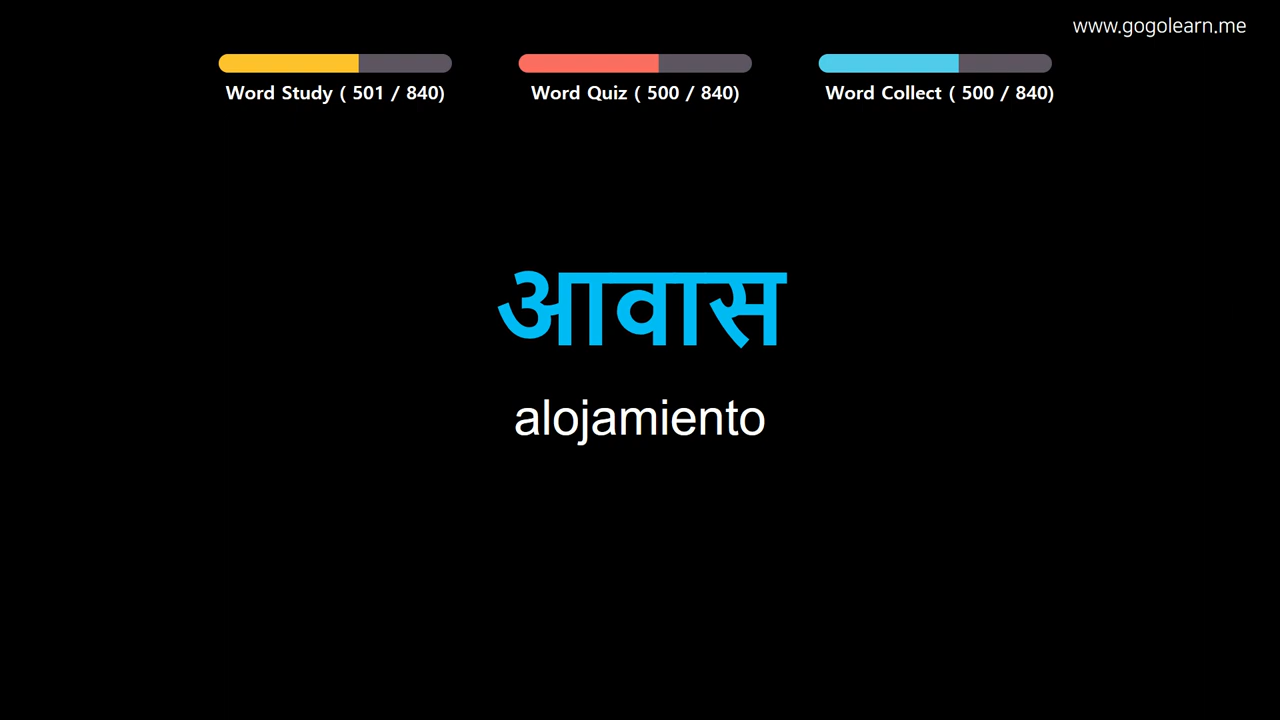 www.gogolearn.me
Word Study ( 501 / 840)
Word Quiz ( 500 / 840)
Word Collect ( 500 / 840)
आवास
alojamiento